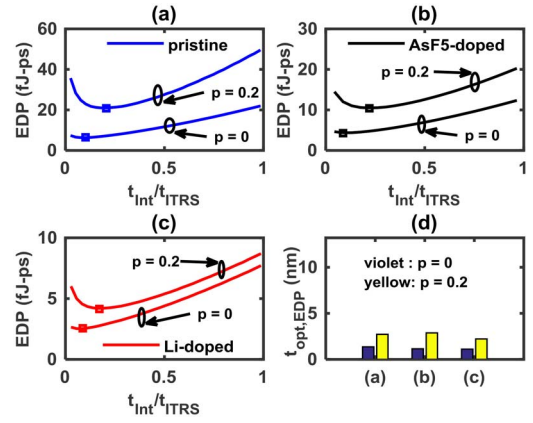 (a)
60
40
20
0
EDP (fJ-ps)
pristine
p = 0.2
p = 0
0
0.5
1
t_Int/t_ITRS
(b)
30
20
10
0
EDP (fJ-ps)
AsF5-doped
p = 0.2
p = 0
0
0.5
1
t_Int/t_ITRS
(c)
10
5
0
EDP (fJ-ps)
p = 0.2
p = 0
Li-doped
0
0.5
1
t_Int/t_ITRS
(d)
10
5
0
t_opt,EDP (nm)
violet : p = 0
yellow: p = 0.2
(a) (b) (c)